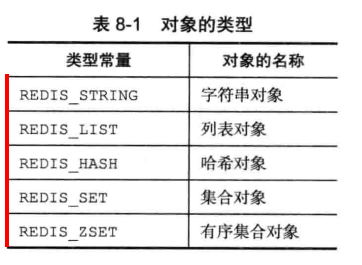 表 8-1 对象的类型
类型常量 对象的名称
REDIS_STRING 字符串对象
REDIS_LIST 列表对象
REDIS_HASH 哈希对象
REDIS_SET 集合对象
REDIS_ZSET 有序集合对象